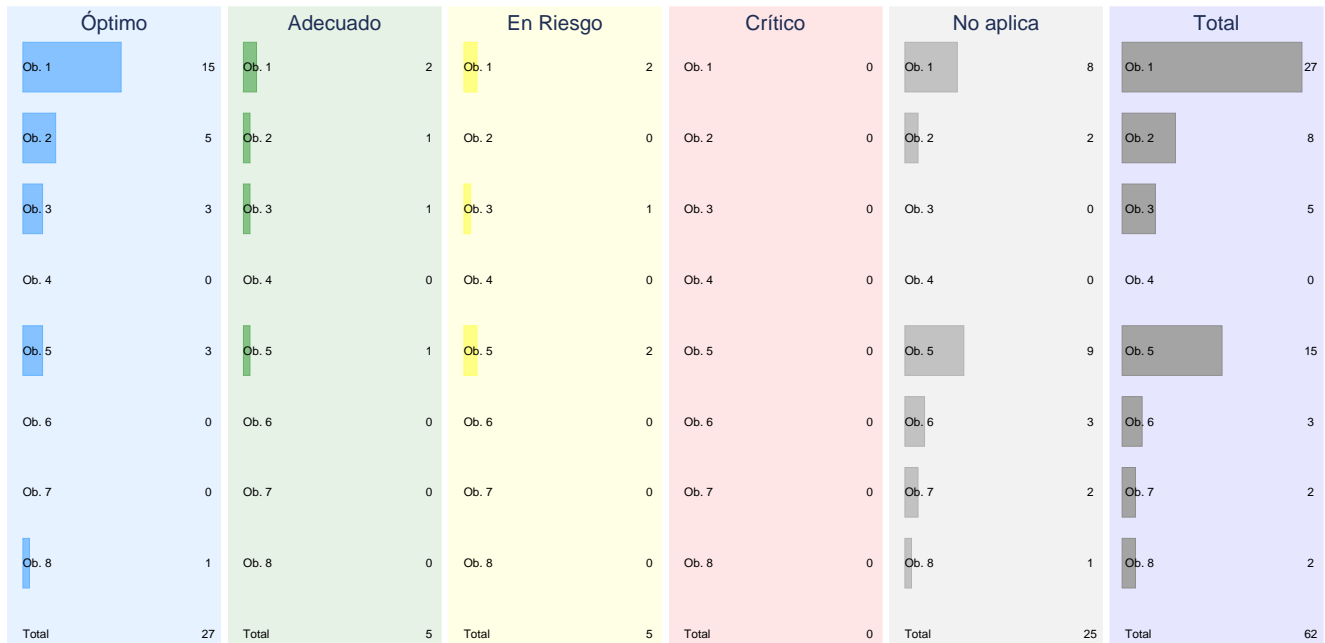 Óptimo Adecuado En Riesgo Crítico No aplica Total
Ob. 1 15 Ob. 1 2 Ob. 1 2 Ob. 1 0 Ob. 1 8 Ob. 1 27
Ob. 2 5 Ob. 2 1 Ob. 2 0 Ob. 2 0 Ob. 2 2 Ob. 2 8
Ob. 3 3 Ob. 3 1 Ob. 3 1 Ob. 3 0 Ob. 3 0 Ob. 3 5
Ob. 4 0 Ob. 4 0 Ob. 4 0 Ob. 4 0 Ob. 4 0 Ob. 4 0
Ob. 5 3 Ob. 5 1 Ob. 5 2 Ob. 5 0 Ob. 5 9 Ob. 5 15
Ob. 6 0 Ob. 6 0 Ob. 6 0 Ob. 6 0 Ob. 6 3 Ob. 6 3
Ob. 7 0 Ob. 7 0 Ob. 7 0 Ob. 7 0 Ob. 7 2 Ob. 7 2
Ob. 8 1 Ob. 8 0 Ob. 8 0 Ob. 8 0 Ob. 8 1 Ob. 8 2
Total 27 Total 5 Total 5 Total 0 Total 25 Total 62